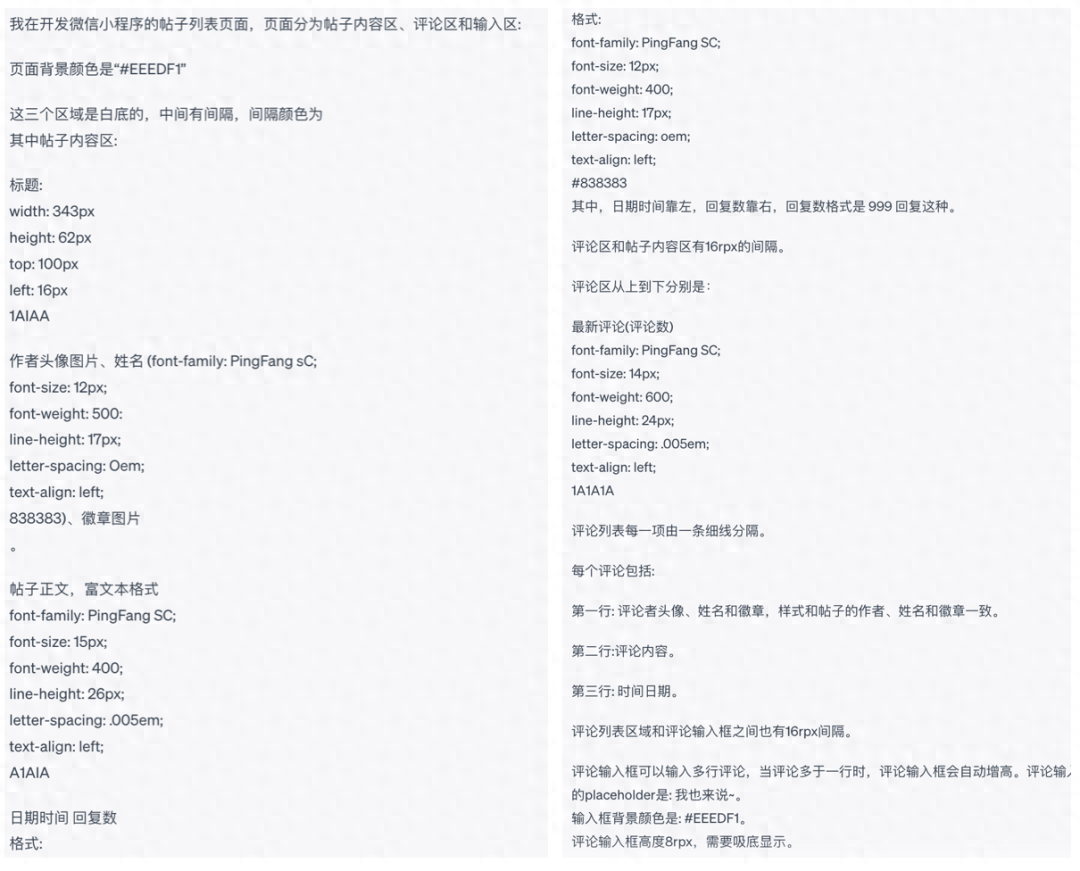 我在开发微信小程序的帖子列表页面，页面分为帖子内容区、评论区和输入区:
页面背景颜色是“#EEEDF1”
这三个区域是白底的，中间有间隔，间隔颜色为
其中帖子内容区:
标题:
width: 343px
height: 62px
top: 100px
left: 16px
1AIAA
作者头像图片、姓名 (font-family: PingFang sC;
font-size: 12px;
font-weight: 500:
line-height: 17px;
letter-spacing: Oem;
text-align: left;
838383)、徽章图片
。
帖子正文，富文本格式
font-family: PingFang SC;
font-size: 15px;
font-weight: 400;
line-height: 26px;
letter-spacing: .005em;
text-align: left;
A1AIA
日期时间 回复数
格式:
格式:
font-family: PingFang SC;
font-size: 12px;
font-weight: 400;
line-height: 17px;
letter-spacing: oem;
text-align: left;
#838383
其中，日期时间靠左，回复数靠右，回复数格式是 999 回复这种。
评论区和帖子内容区有16rpx的间隔。
评论区从上到下分别是：
最新评论(评论数)
font-family: PingFang SC;
font-size: 14px;
font-weight: 600;
line-height: 24px;
letter-spacing: .005em;
text-align: left;
1A1A1A
评论列表每一项由一条细线分隔。
每个评论包括:
第一行: 评论者头像、姓名和徽章，样式和帖子的作者、姓名和徽章一致。
第二行:评论内容。
第三行: 时间日期。
评论列表区域和评论输入框之间也有16rpx间隔。
评论输入框可以输入多行评论，当评论多于一行时，评论输入框会自动增高。评论输入
的placeholder是: 我也来说~。
输入框背景颜色是: #EEEDF1。
评论输入框高度8rpx，需要吸底显示。